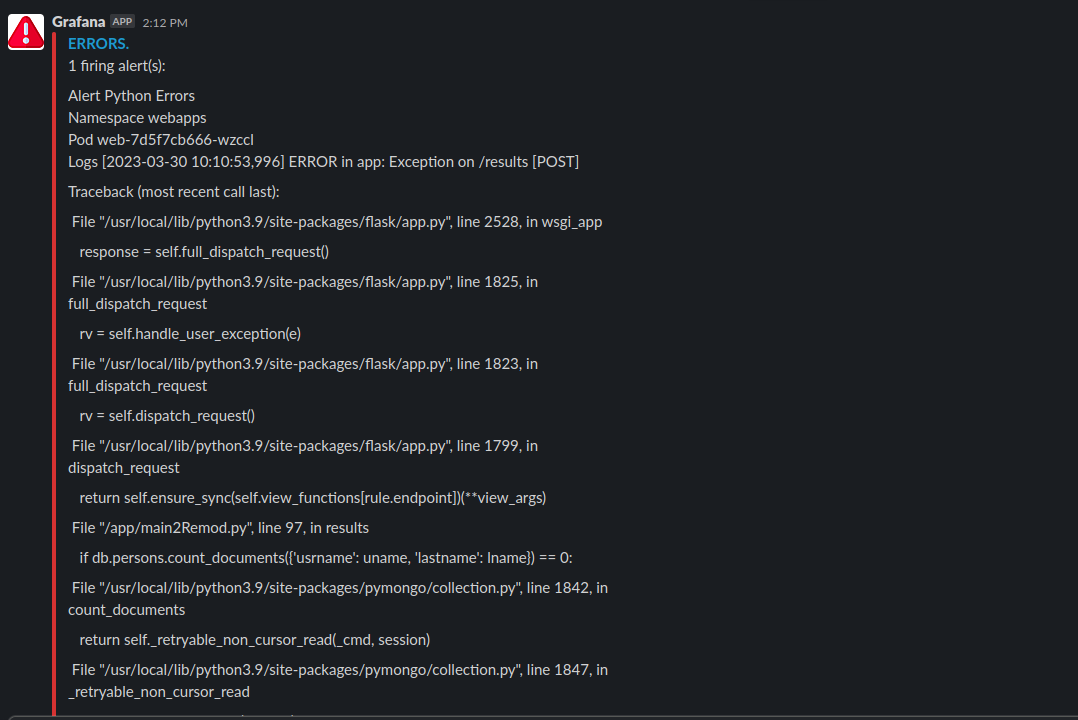 Grafana APP 2:12 PM
ERRORS.
1 firing alert(s):
Alert Python Errors
Namespace webapps
Pod web-7d5f7cb666-wzccl
Logs [2023-03-30 10:10:53,996] ERROR in app: Exception on /results [POST]
Traceback (most recent call last):
File "/usr/local/lib/python3.9/site-packages/flask/app.py", line 2528, in wsgi_app
response = self.full_dispatch_request()
File "/usr/local/lib/python3.9/site-packages/flask/app.py", line 1825, in
full_dispatch_request
rv = self.handle_user_exception(e)
File "/usr/local/lib/python3.9/site-packages/flask/app.py", line 1823, in
full_dispatch_request
rv = self.dispatch_request()
File "/usr/local/lib/python3.9/site-packages/flask/app.py", line 1799, in
dispatch_request
return self.ensure_sync(self.view_functions[rule.endpoint])(**view_args)
File "/app/main2Remod.py", line 97, in results
if db.persons.count_documents({'usrname': uname, 'lastname': lname}) == 0:
File "/usr/local/lib/python3.9/site-packages/pymongo/collection.py", line 1842, in
count_documents
return self._retryable_non_cursor_read(_cmd, session)
File "/usr/local/lib/python3.9/site-packages/pymongo/collection.py", line 1847, in
_retryable_non_cursor_read